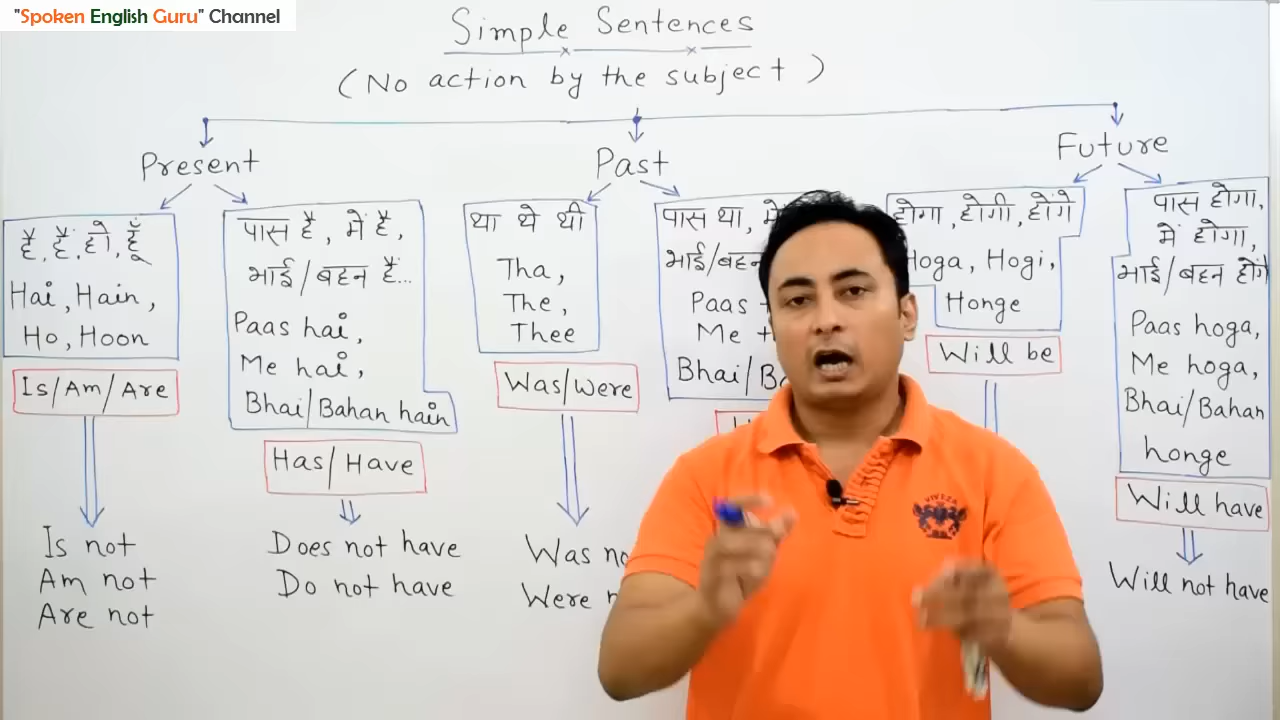 "Spoken English Guru" Channel
Simple Sentences
(No action by the subject)
Present
Past
Future
है, हैं, हो, हूँ
Hai, Hain,
Ho, Hoon
Is/Am/Are
Is not
Am not
Are not
पास है, में है,
भाई/बहन हैं...
Paas hai,
Me hai,
Bhai/Bahan hain
Has/Have
Does not have
Do not have
था थे थी
Tha,
The,
Thee
Was/Were
Was
Were
पास था,
भाई/बहन
Paas
Me
Bhai/
होगा, होगी, होंगे
Hoga, Hogi,
Honge
Will be
पास होगा,
में होगा,
भाई/बहन होंगे
Paas hoga,
Me hoga,
Bhai/Bahan
honge
Will have
Will not have
VIVEZA